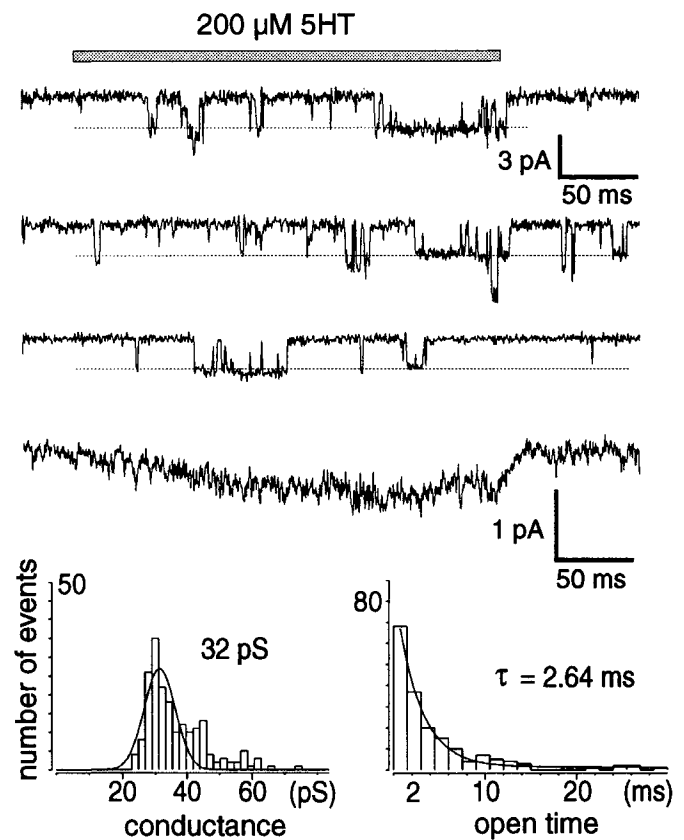 200 µM 5HT
3 pA
50 ms
1 pA
50 ms
number of events
50
32 pS
20 40 60 (pS)
conductance
80
τ = 2.64 ms
2 10 20 (ms)
open time